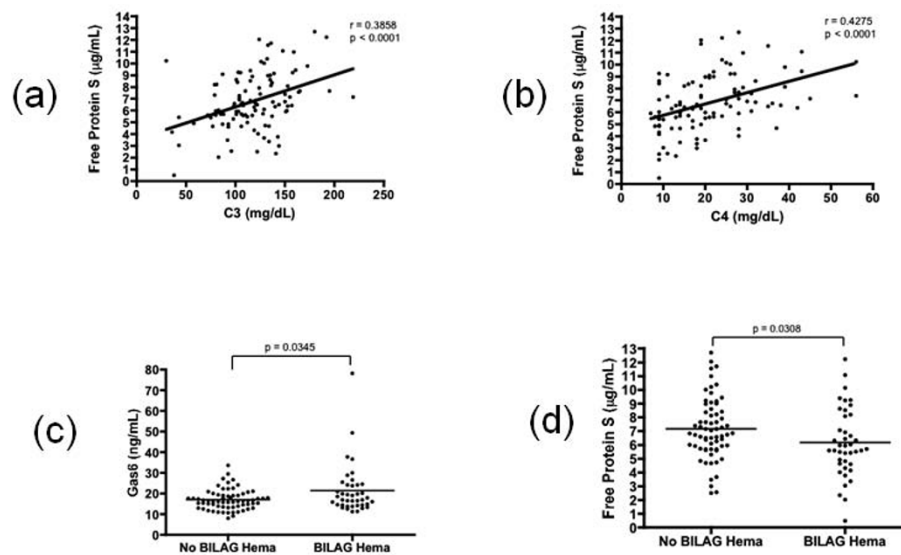 (a)
Free Protein S (µg/mL)
14
13
12
11
10
9
8
7
6
5
4
3
2
1
0
r = 0.3858
p < 0.0001
0 50 100 150 200 250
C3 (mg/dL)
(b)
Free Protein S (µg/mL)
14
13
12
11
10
9
8
7
6
5
4
3
2
1
0
r = 0.4275
p < 0.0001
0 10 20 30 40 50 60
C4 (mg/dL)
(c)
Gas6 (ng/mL)
p = 0.0345
80
70
60
50
40
30
20
10
0
No BILAG Hema BILAG Hema
(d)
Free Protein S (µg/mL)
p = 0.0308
13
12
11
10
9
8
7
6
5
4
3
2
1
0
No BILAG Hema BILAG Hema